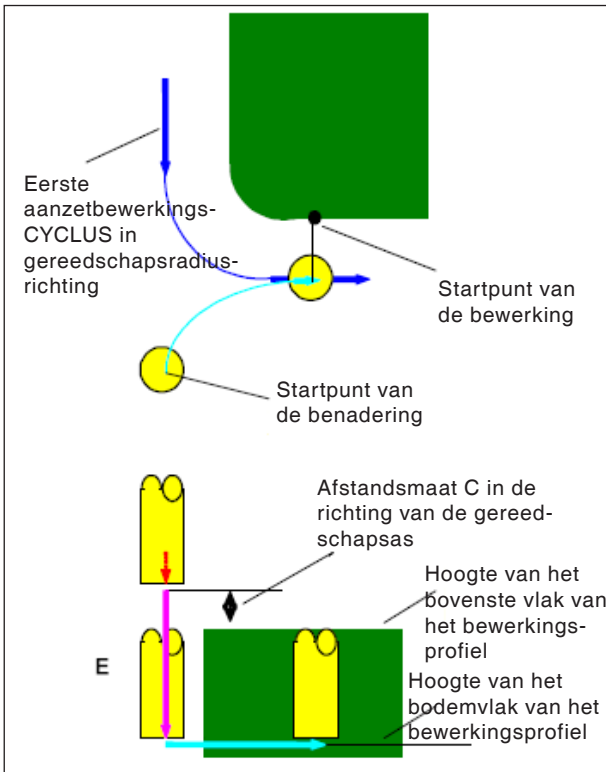 Eerste
aanzetbewerkings-
CYCLUS in
gereedschapsradius-
richting
Startpunt van
de bewerking
Startpunt van
de benadering
Afstandsmaat C in de
richting van de gereed-
schapsas
Hoogte van het
bovenste vlak van
het bewerkings-
profiel
E
Hoogte van het
bodemvlak van het
bewerkingsprofiel